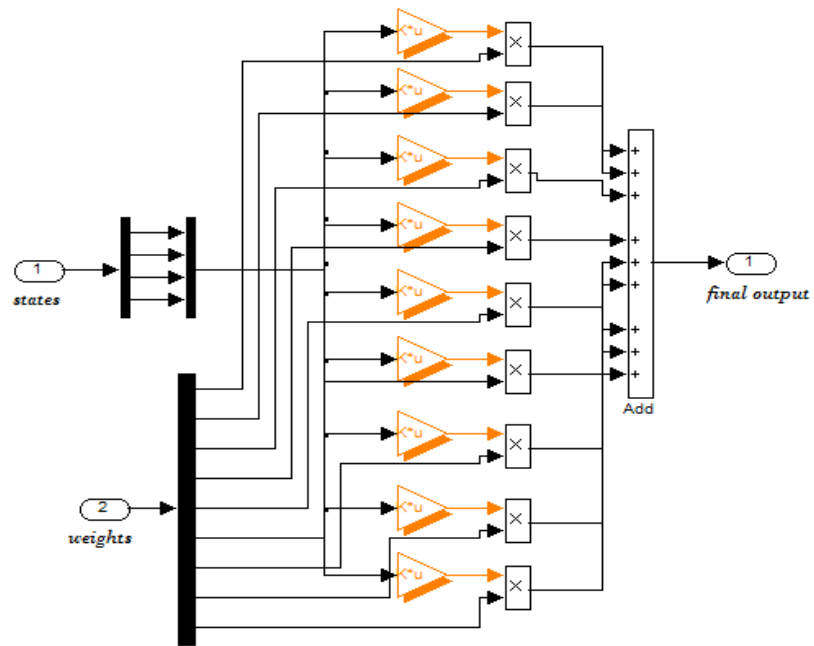 K*u
×
K*u
×
K*u
×
+
+
+
K*u
×
+
1
1
+
states
K*u
×
+
final output
+
K*u
×
+
+
Add
K*u
×
2
K*u
×
weights
K*u
×